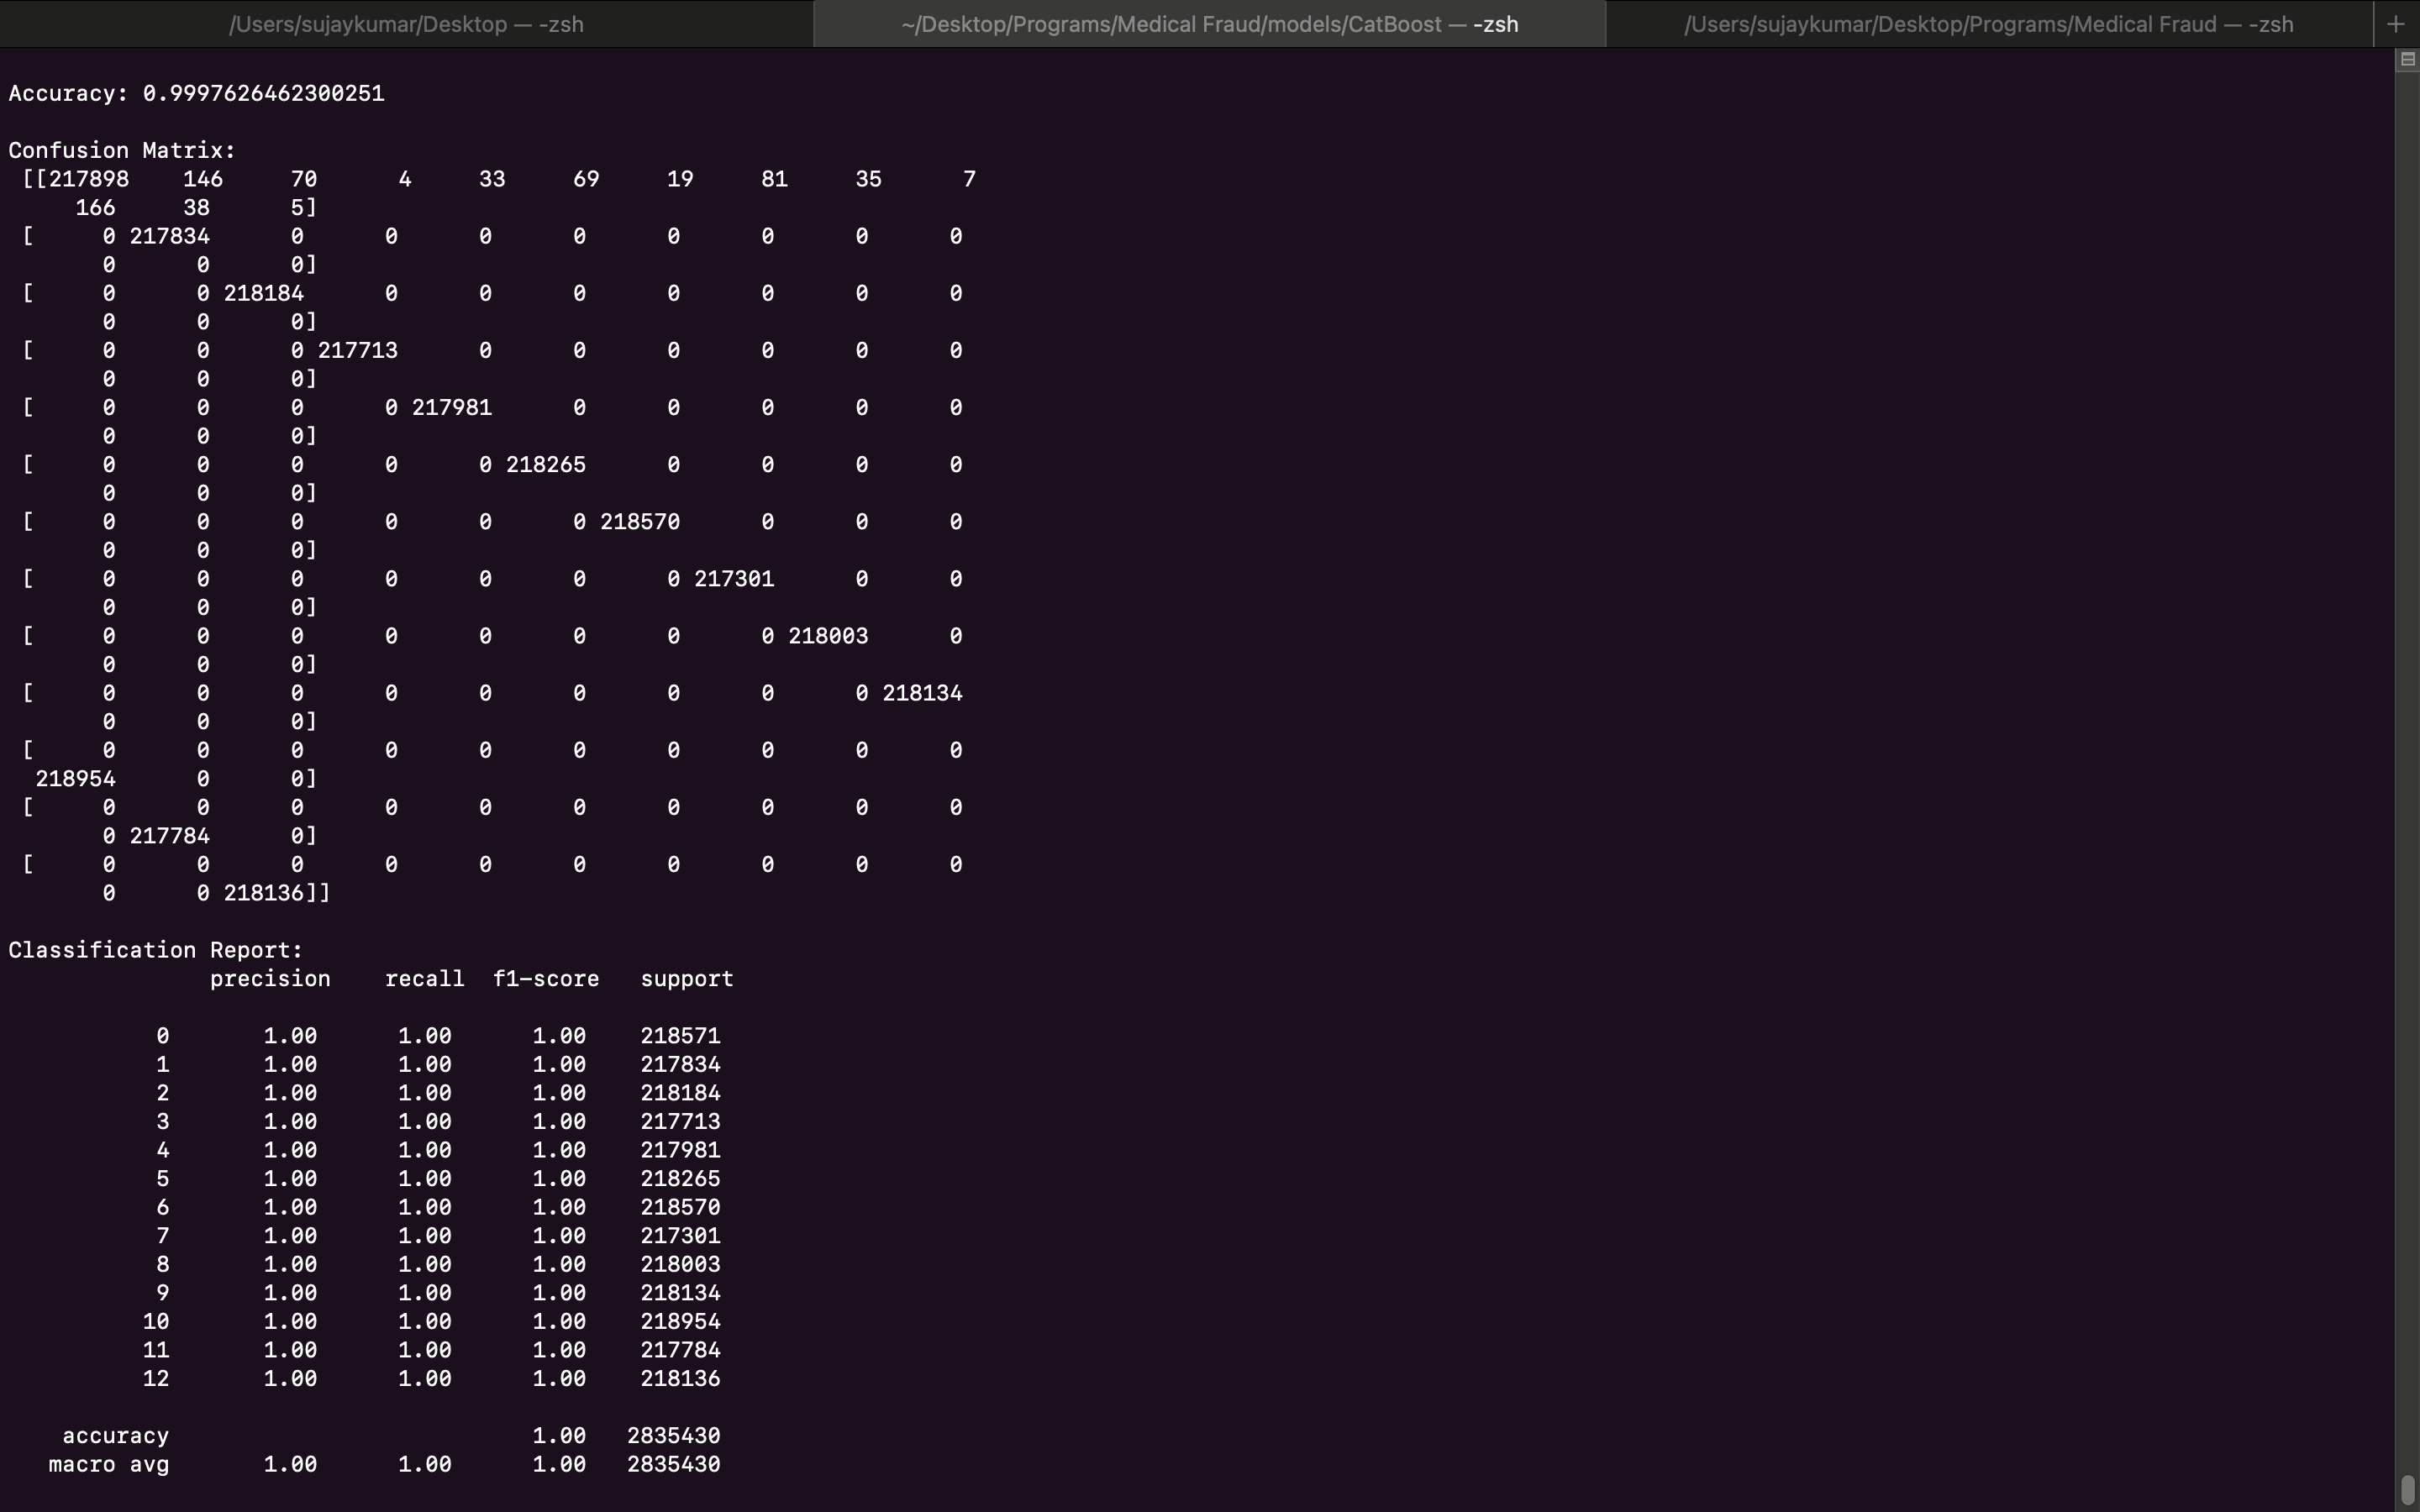 /Users/sujaykumar/Desktop — -zsh
~/Desktop/Programs/Medical Fraud/models/CatBoost — -zsh
/Users/sujaykumar/Desktop/Programs/Medical Fraud — -zsh
+
Accuracy: 0.9997626462300251
Confusion Matrix:
[[217898 146 70 4 33 69 19 81 35 7
166 38 5]
[ 0 217834 0 0 0 0 0 0 0 0
0 0 0]
[ 0 0 218184 0 0 0 0 0 0 0
0 0 0]
[ 0 0 0 217713 0 0 0 0 0 0
0 0 0]
[ 0 0 0 0 217981 0 0 0 0 0
0 0 0]
[ 0 0 0 0 0 218265 0 0 0 0
0 0 0]
[ 0 0 0 0 0 0 218570 0 0 0
0 0 0]
[ 0 0 0 0 0 0 0 217301 0 0
0 0 0]
[ 0 0 0 0 0 0 0 0 218003 0
0 0 0]
[ 0 0 0 0 0 0 0 0 0 218134
0 0 0]
[ 0 0 0 0 0 0 0 0 0 0
218954 0 0]
[ 0 0 0 0 0 0 0 0 0 0
0 217784 0]
[ 0 0 0 0 0 0 0 0 0 0
0 0 218136]]
Classification Report:
precision recall f1-score support
0 1.00 1.00 1.00 218571
1 1.00 1.00 1.00 217834
2 1.00 1.00 1.00 218184
3 1.00 1.00 1.00 217713
4 1.00 1.00 1.00 217981
5 1.00 1.00 1.00 218265
6 1.00 1.00 1.00 218570
7 1.00 1.00 1.00 217301
8 1.00 1.00 1.00 218003
9 1.00 1.00 1.00 218134
10 1.00 1.00 1.00 218954
11 1.00 1.00 1.00 217784
12 1.00 1.00 1.00 218136
accuracy 1.00 2835430
macro avg 1.00 1.00 1.00 2835430